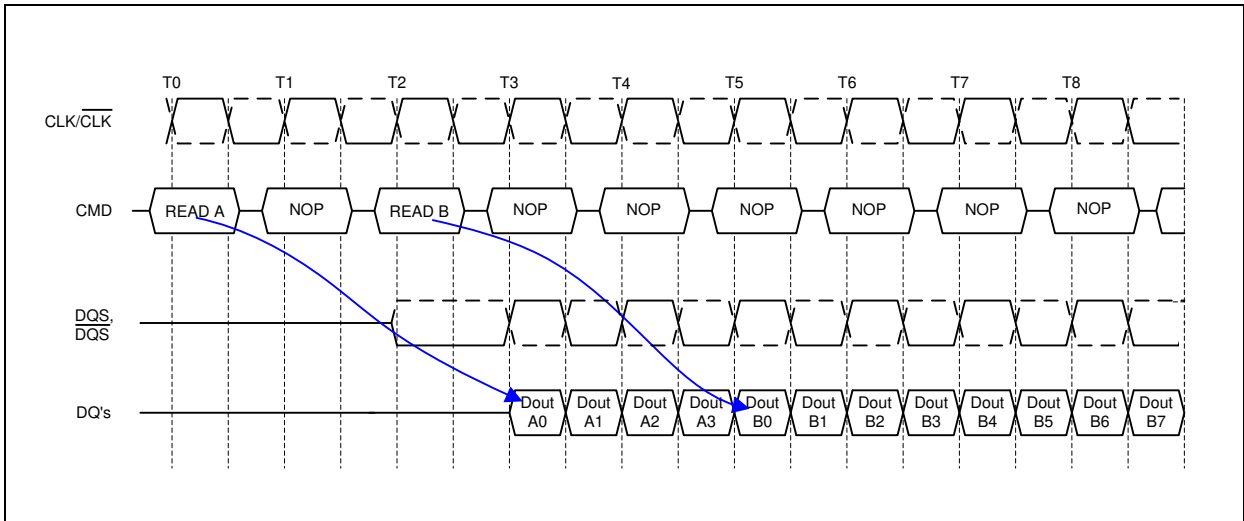 T0 T1 T2 T3 T4 T5 T6 T7 T8
CLK/CLK
CMD READ A NOP READ B NOP NOP NOP NOP NOP NOP
DQS,
DQS
DQ's
Dout Dout Dout Dout Dout Dout Dout Dout Dout Dout Dout Dout
A0 A1 A2 A3 B0 B1 B2 B3 B4 B5 B6 B7